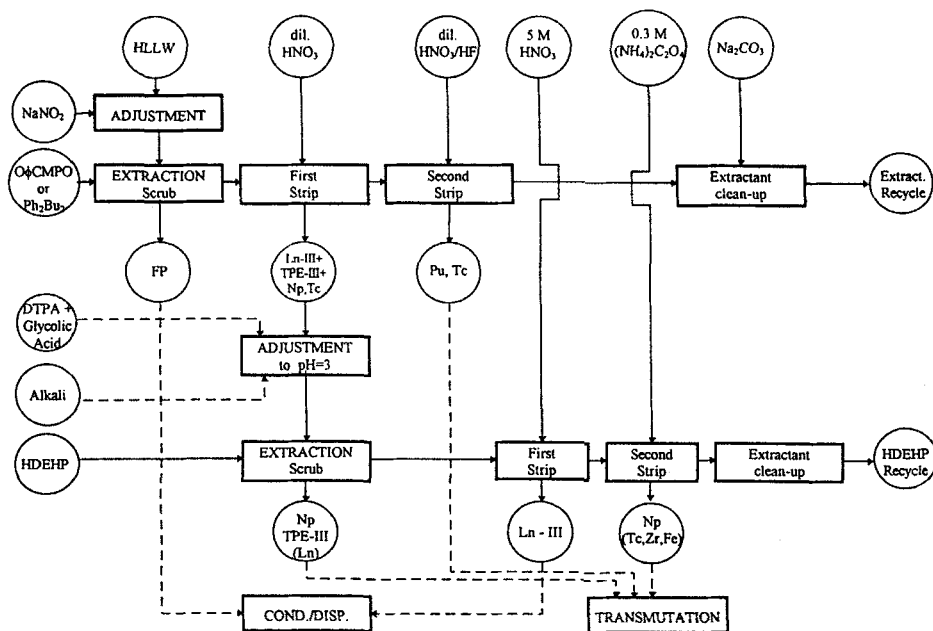 HLLW
dil.
HNO₃
dil.
HNO₃/HF
5 M
HNO₃
0.3 M
(NH₄)₂C₂O₄
Na₂CO₃
NaNO₂
ADJUSTMENT
OϕCMPO
or
Ph₂Bu₂
EXTRACTION
Scrub
First
Strip
Second
Strip
Extractant
clean-up
Extract.
Recycle
FP
Ln-III+
TPE-III+
Np,Tc
Pu, Tc
DTPA +
Glycolic
Acid
ADJUSTMENT
to pH=3
Alkali
HDEHP
EXTRACTION
Scrub
First
Strip
Second
Strip
Extractant
clean-up
HDEHP
Recycle
Np
TPE-III
(Ln)
Ln - III
Np
(Tc,Zr,Fe)
COND./DISP.
TRANSMUTATION